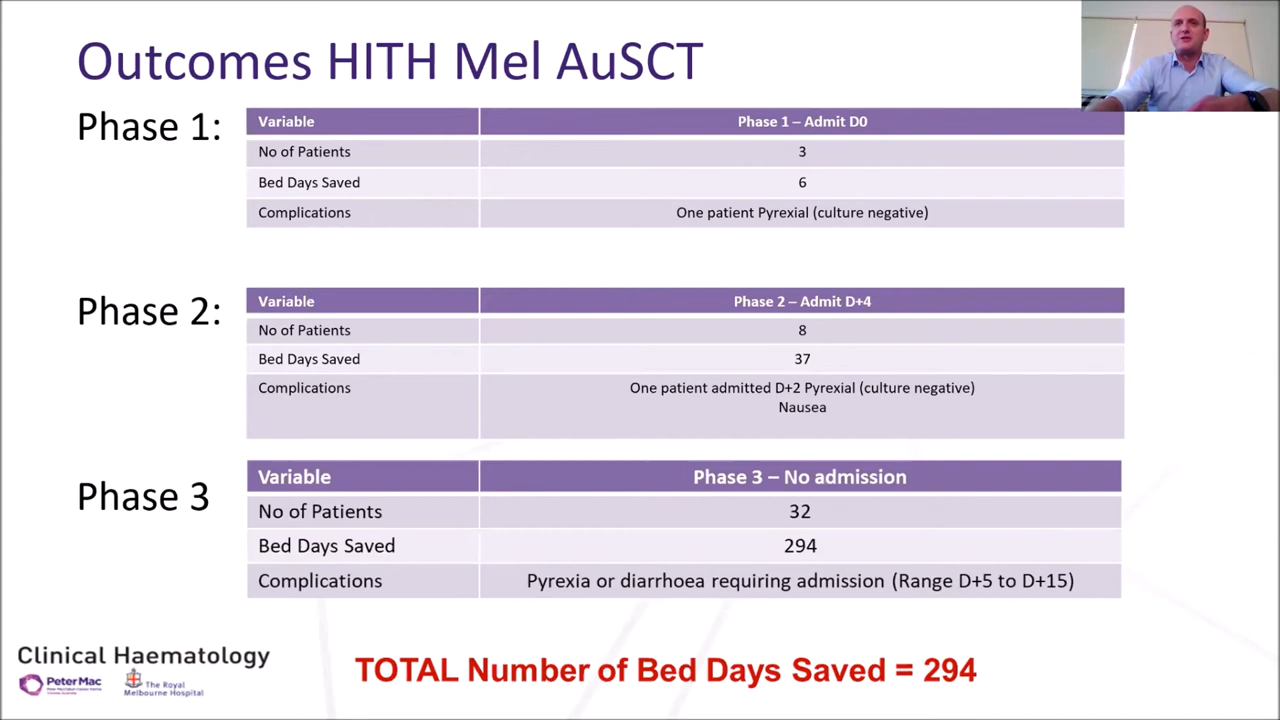 Outcomes HITH Mel AuSCT
Phase 1:
Variable Phase 1 – Admit D0
No of Patients 3
Bed Days Saved 6
Complications One patient Pyrexial (culture negative)
Phase 2:
Variable Phase 2 – Admit D+4
No of Patients 8
Bed Days Saved 37
Complications One patient admitted D+2 Pyrexial (culture negative)
Nausea
Phase 3
Variable Phase 3 – No admission
No of Patients 32
Bed Days Saved 294
Complications Pyrexia or diarrhoea requiring admission (Range D+5 to D+15)
Clinical Haematology
Peter Mac
The Royal
Melbourne Hospital
TOTAL Number of Bed Days Saved = 294